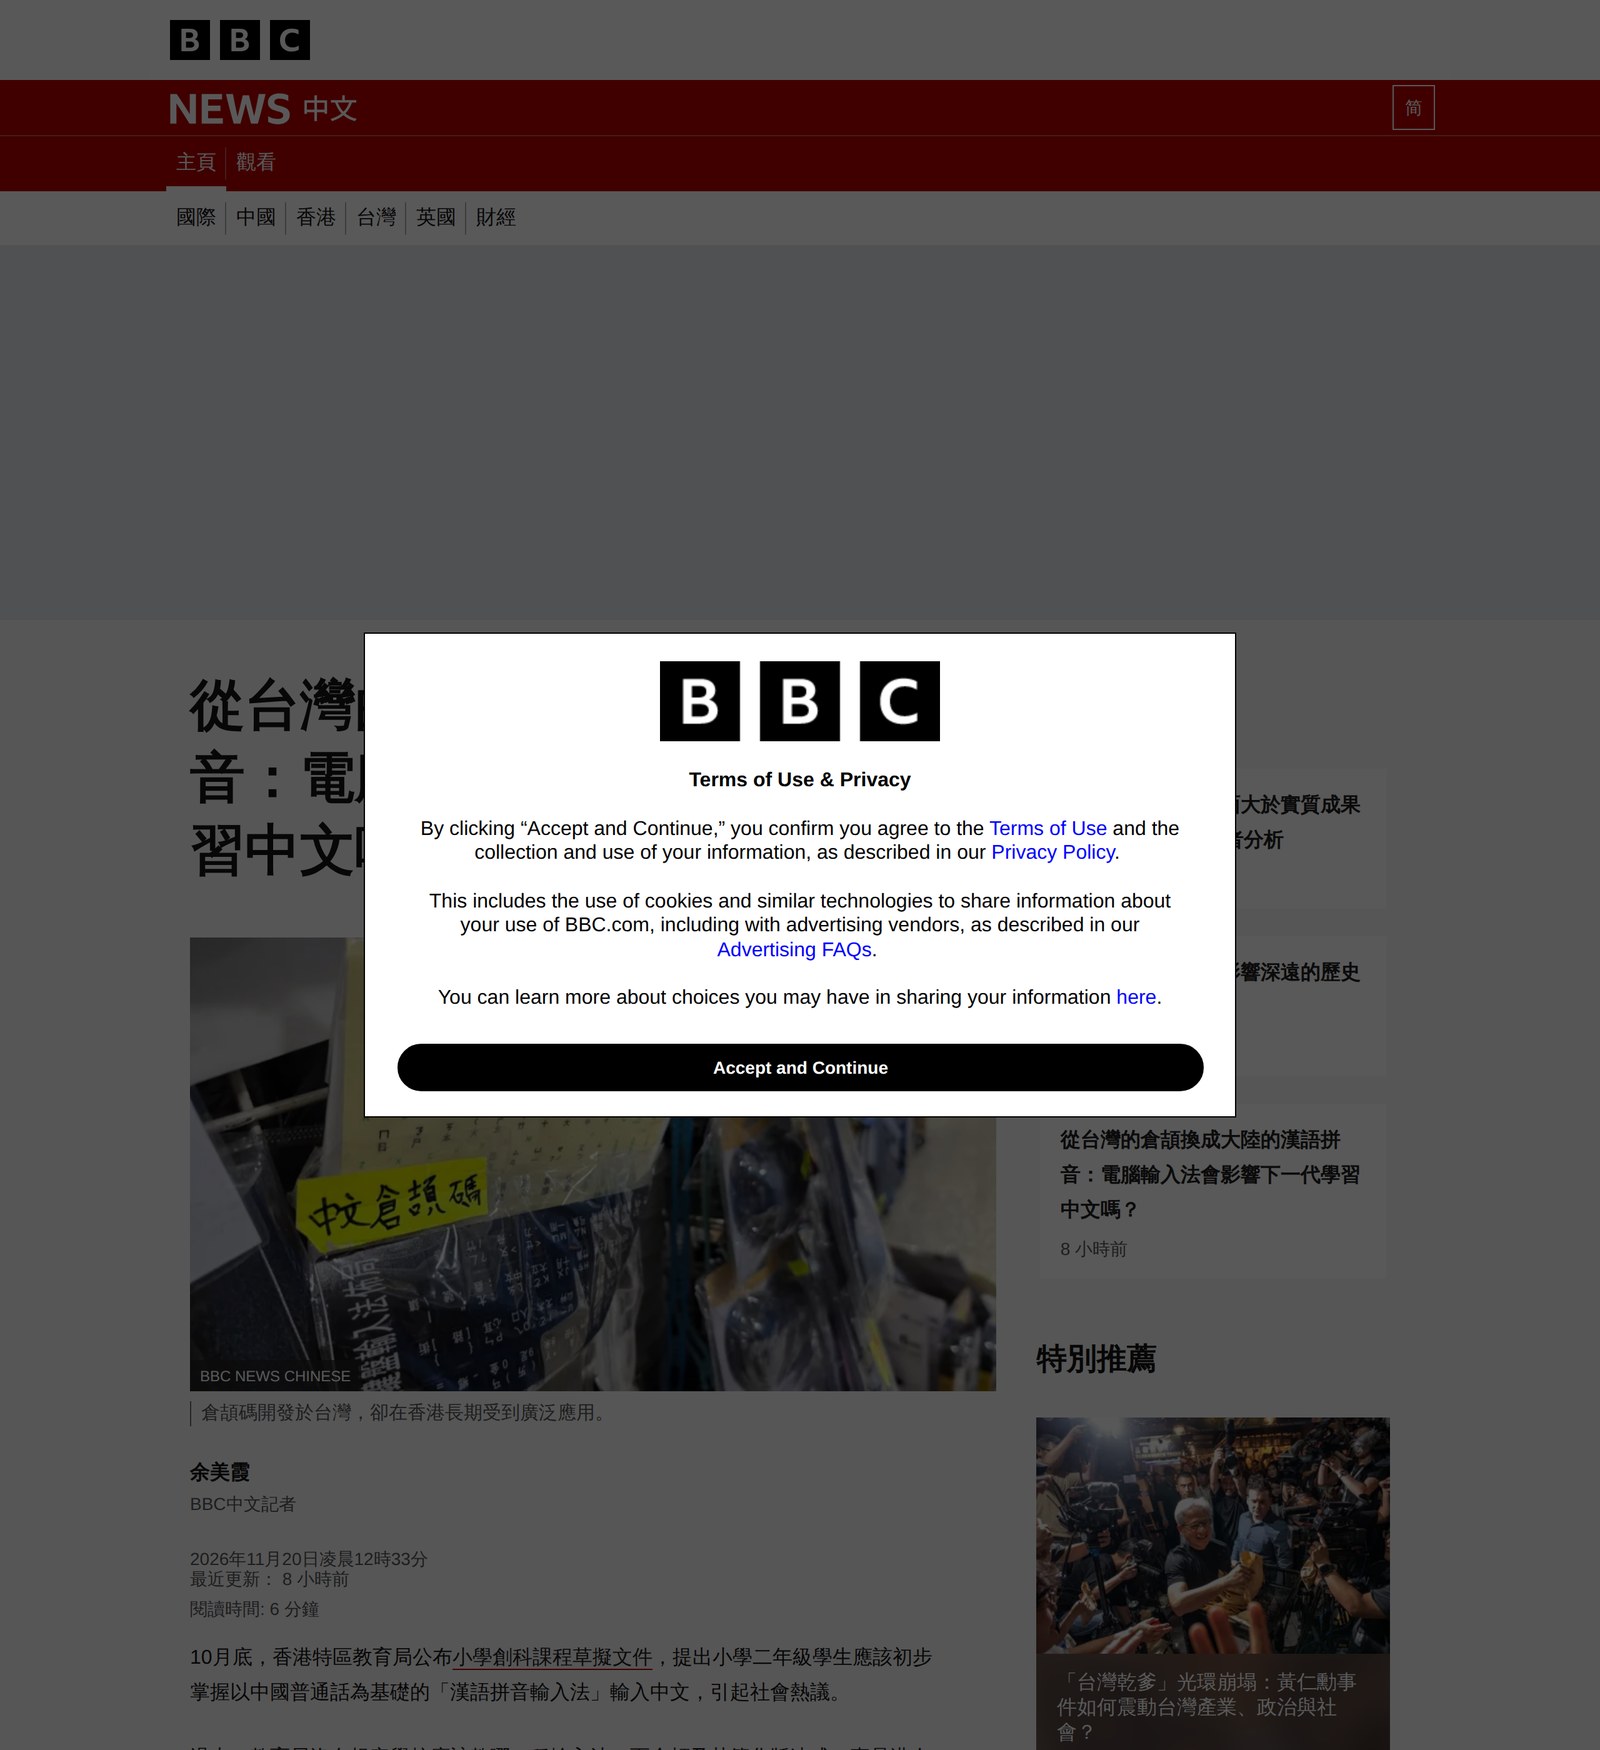 BBC
NEWS 中文
简
主頁
觀看
國際
中國
香港
台灣
英國
財經
從台灣
音：電
習中文
BBC
Terms of Use & Privacy
By clicking “Accept and Continue,” you confirm you agree to the Terms of Use and the
collection and use of your information, as described in our Privacy Policy.
This includes the use of cookies and similar technologies to share information about
your use of BBC.com, including with advertising vendors, as described in our
Advertising FAQs.
You can learn more about choices you may have in sharing your information here.
Accept and Continue
中文倉頡碼
BBC NEWS CHINESE
倉頡碼開發於台灣，卻在香港長期受到廣泛應用。
余美霞
BBC中文記者
2026年11月20日凌晨12時33分
最近更新： 8 小時前
閱讀時間: 6 分鐘
10月底，香港特區教育局公布小學創科課程草擬文件，提出小學二年級學生應該初步
掌握以中國普通話為基礎的「漢語拼音輸入法」輸入中文，引起社會熱議。
大於實質成果
分析
響深遠的歷史
從台灣的倉頡換成大陸的漢語拼
音：電腦輸入法會影響下一代學習
中文嗎？
8 小時前
特別推薦
「台灣乾爹」光環崩塌：黃仁勳事
件如何震動台灣產業、政治與社
會？